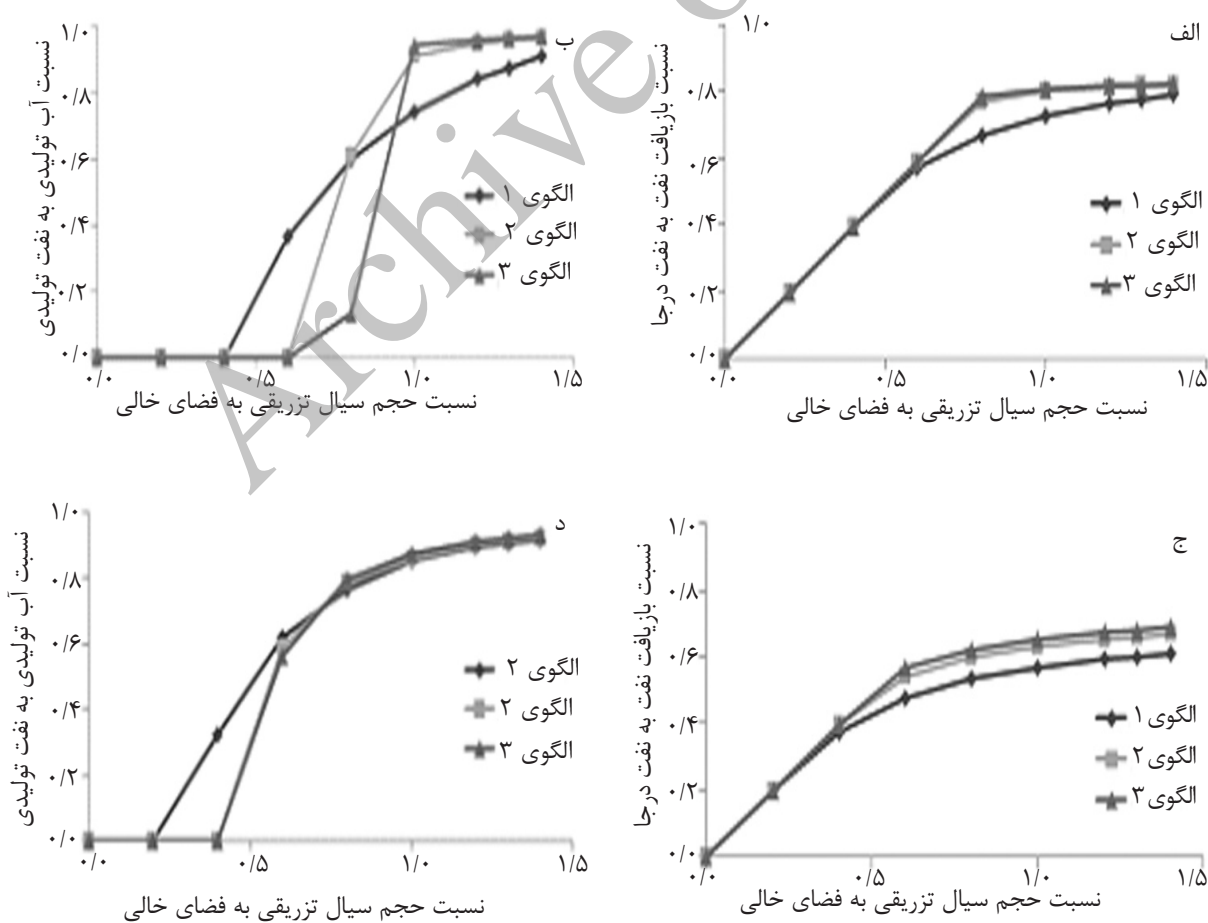 الف
نسبت بازیافت نفت به نفت درجا
۱/۰
۰/۸
۰/۶
۰/۴
۰/۲
۰/۰
۰/۰ ۰/۵ ۱/۰ ۱/۵
نسبت حجم سیال تزریقی به فضای خالی
الگوی ۱
الگوی ۲
الگوی ۳
ب
نسبت آب تولیدی به نفت تولیدی
۱/۰
۰/۸
۰/۶
۰/۴
۰/۲
۰/۰
۰/۰ ۰/۵ ۱/۰ ۱/۵
نسبت حجم سیال تزریقی به فضای خالی
الگوی ۱
الگوی ۲
الگوی ۳
ج
نسبت بازیافت نفت به نفت درجا
۱/۰
۰/۸
۰/۶
۰/۴
۰/۲
۰/۰
۰/۰ ۰/۵ ۱/۰ ۱/۵
نسبت حجم سیال تزریقی به فضای خالی
الگوی ۱
الگوی ۲
الگوی ۳
د
نسبت آب تولیدی به نفت تولیدی
۱/۰
۰/۸
۰/۶
۰/۴
۰/۲
۰/۰
۰/۰ ۰/۵ ۱/۰ ۱/۵
نسبت حجم سیال تزریقی به فضای خالی
الگوی ۲
الگوی ۲
الگوی ۳
Archive